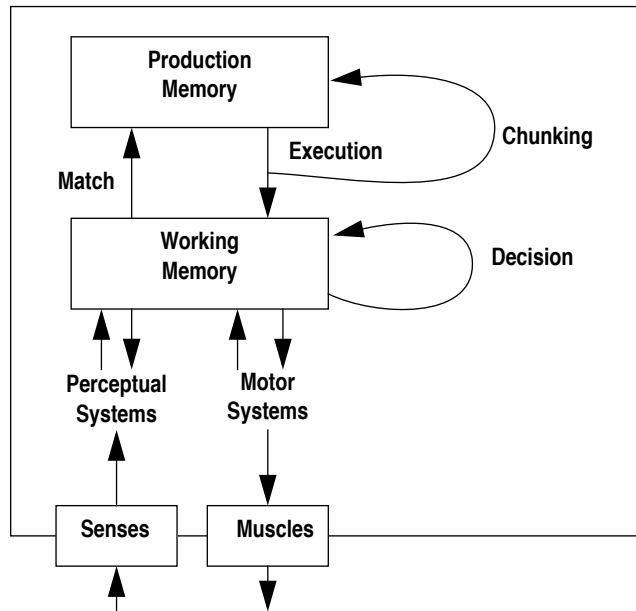 Production
Memory
Execution
Chunking
Match
Working
Memory
Decision
Perceptual
Systems
Motor
Systems
Senses
Muscles